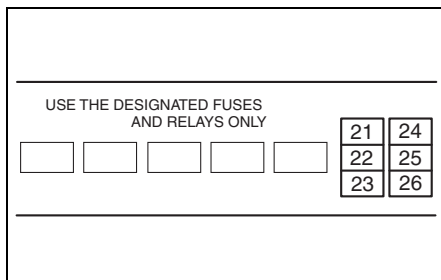 USE THE DESIGNATED FUSES
AND RELAYS ONLY
21 24
22 25
23 26